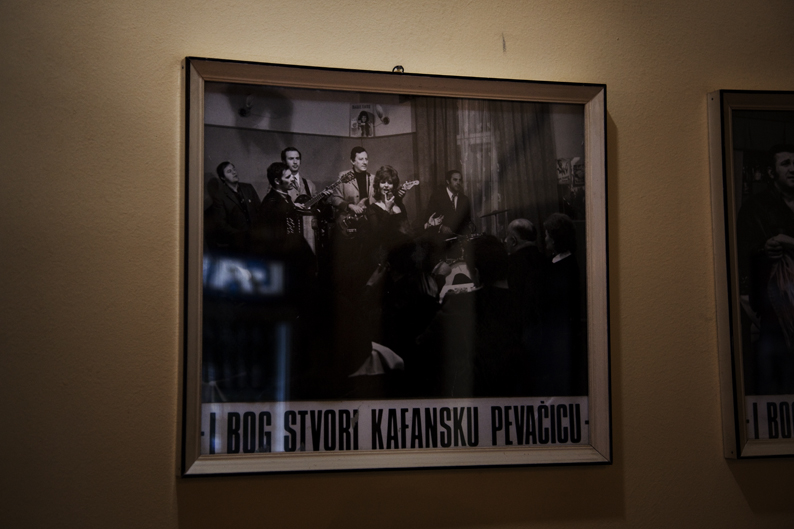 - I BOG STVORI KAFANSKU PEVAČICU -
- I BO